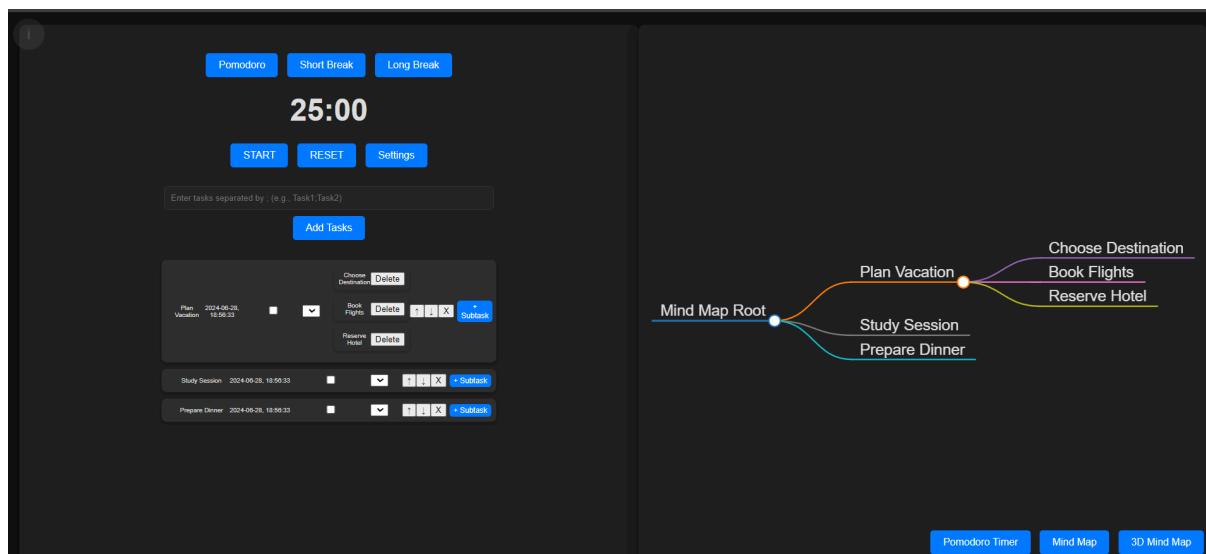 i
Pomodoro Short Break Long Break
25:00
START RESET Settings
Enter tasks separated by ; (e.g., Task1;Task2)
Add Tasks
Choose
Destination Delete
Plan
Vacation
2024-06-28,
18:56:33
Book
Flights Delete
↑ ↓ X
+
Subtask
Reserve
Hotel Delete
Study Session 2024-06-28, 18:56:33 ↑ ↓ X + Subtask
Prepare Dinner 2024-06-28, 18:56:33 ↑ ↓ X + Subtask
Mind Map Root
Plan Vacation
Choose Destination
Book Flights
Reserve Hotel
Study Session
Prepare Dinner
Pomodoro Timer Mind Map 3D Mind Map